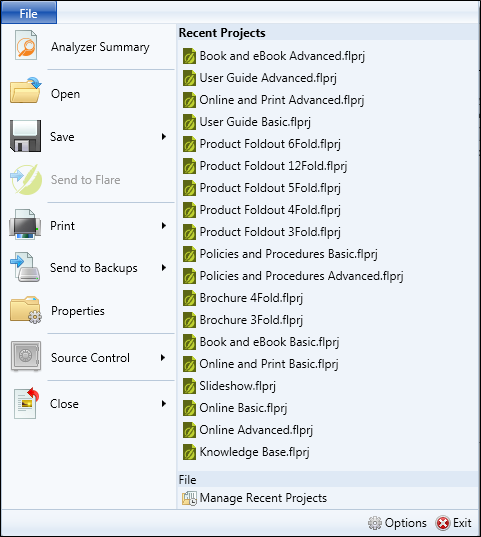 File
Analyzer Summary
Open
Save
Send to Flare
Print
Send to Backups
Properties
Source Control
Close
Recent Projects
Book and eBook Advanced.flprj
User Guide Advanced.flprj
Online and Print Advanced.flprj
User Guide Basic.flprj
Product Foldout 6Fold.flprj
Product Foldout 12Fold.flprj
Product Foldout 5Fold.flprj
Product Foldout 4Fold.flprj
Product Foldout 3Fold.flprj
Policies and Procedures Basic.flprj
Policies and Procedures Advanced.flprj
Brochure 4Fold.flprj
Brochure 3Fold.flprj
Book and eBook Basic.flprj
Online and Print Basic.flprj
Slideshow.flprj
Online Basic.flprj
Online Advanced.flprj
Knowledge Base.flprj
File
Manage Recent Projects
Options Exit